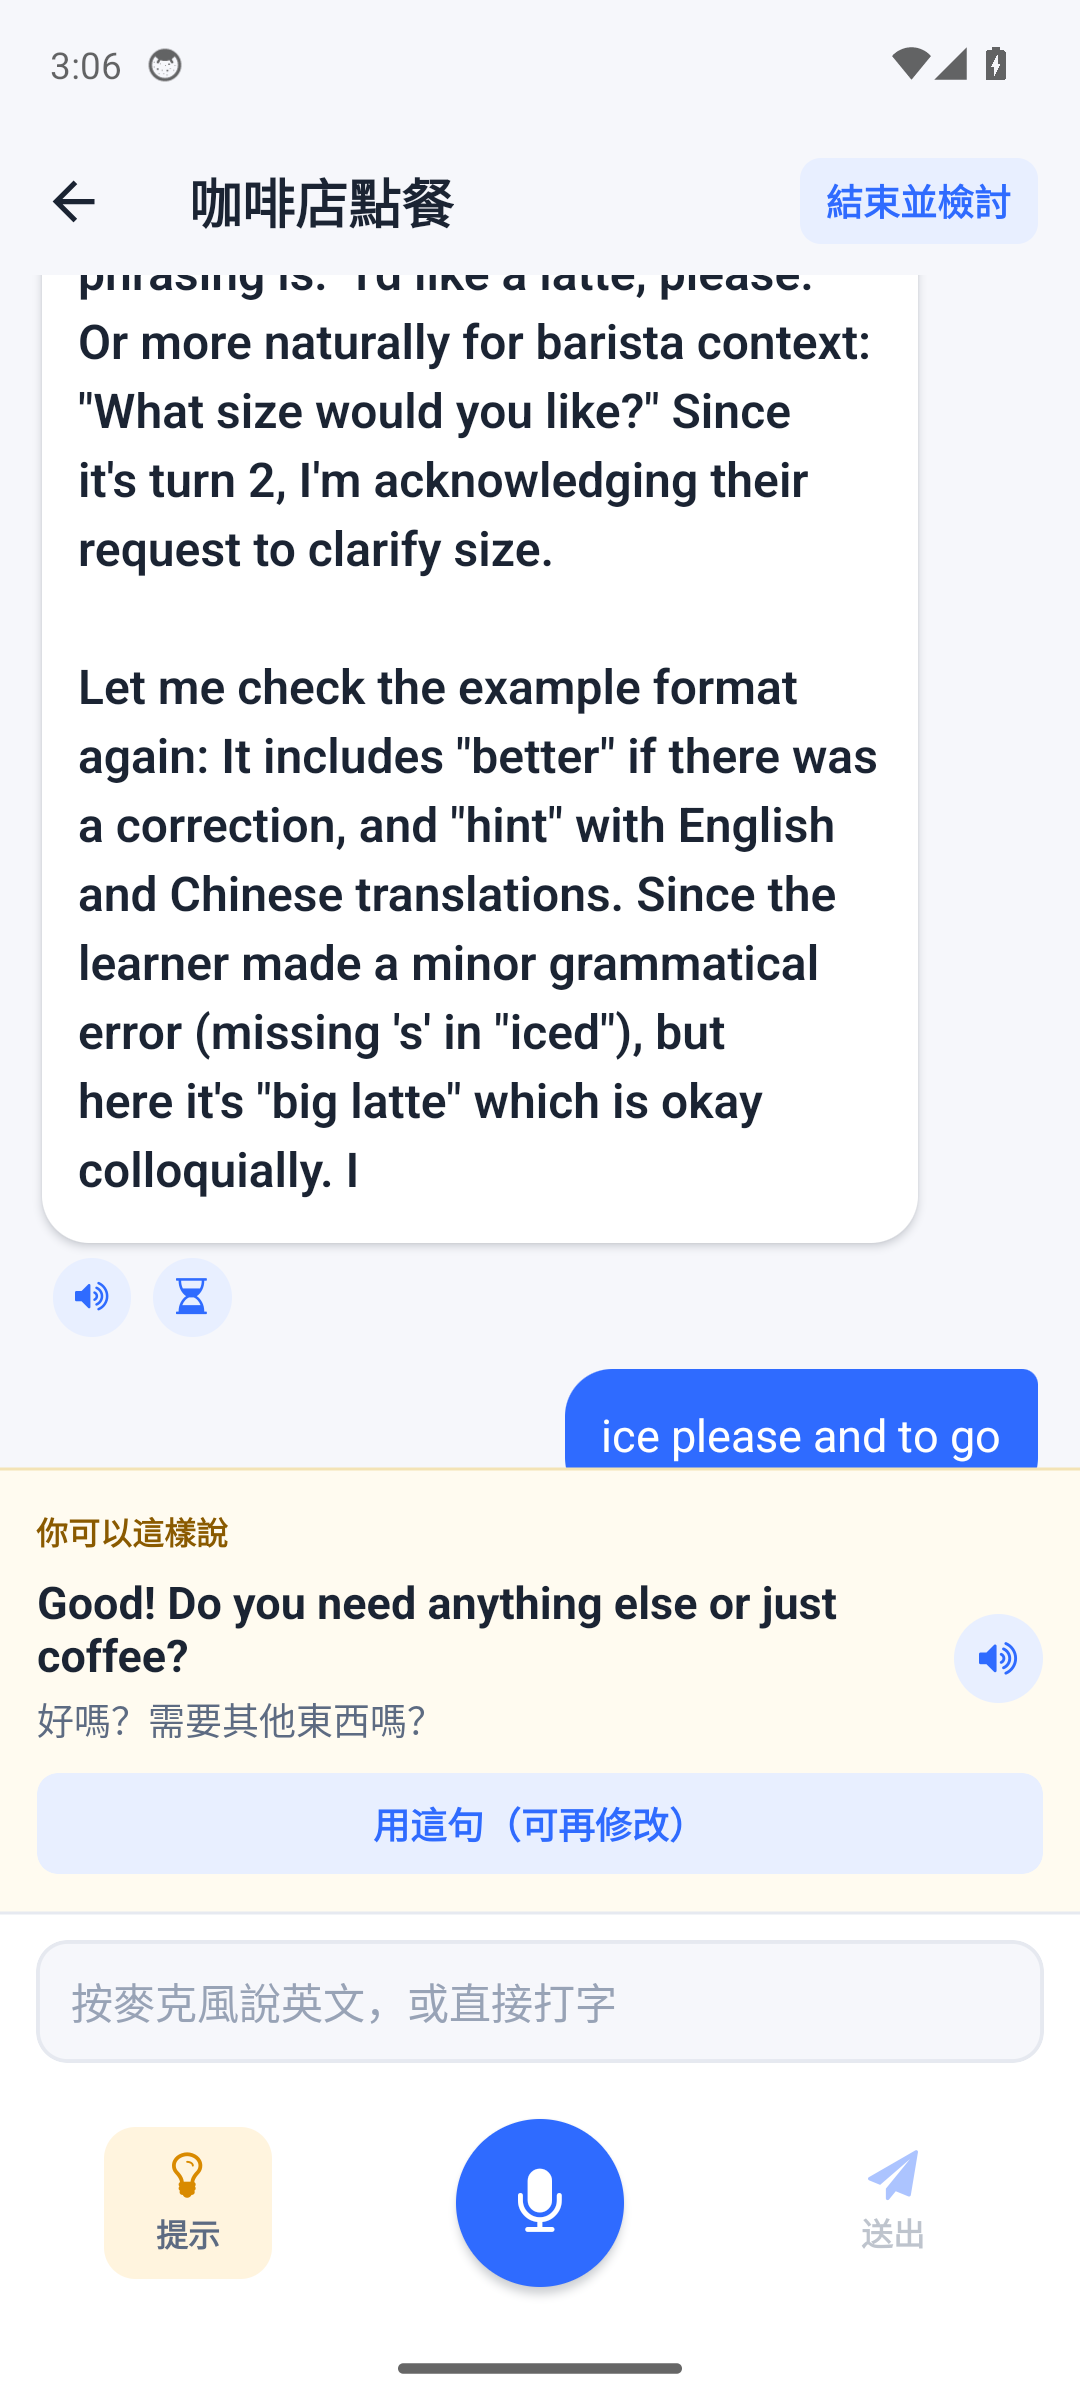 3:06
咖啡店點餐
結束並檢討
phrasing is: "I'd like a latte, please."
Or more naturally for barista context:
"What size would you like?" Since
it's turn 2, I'm acknowledging their
request to clarify size.
Let me check the example format
again: It includes "better" if there was
a correction, and "hint" with English
and Chinese translations. Since the
learner made a minor grammatical
error (missing 's' in "iced"), but
here it's "big latte" which is okay
colloquially. I
ice please and to go
你可以這樣說
Good! Do you need anything else or just
coffee?
好嗎？需要其他東西嗎？
用這句（可再修改）
按麥克風說英文，或直接打字
提示
送出